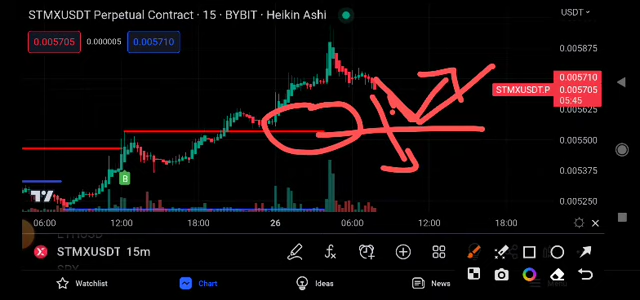 STMXUSDT Perpetual Contract · 15 · BYBIT · Heikin Ashi
USDT
0.005705
0.000005
0.005710
0.005875
0.005710
STMXUSDT.P
0.005705
05:45
0.005625
0.005500
0.005375
0.005250
B
06:00
12:00
18:00
26
06:00
12:00
18:00
STMXUSDT 15m
Watchlist
Chart
Ideas
News
Menu